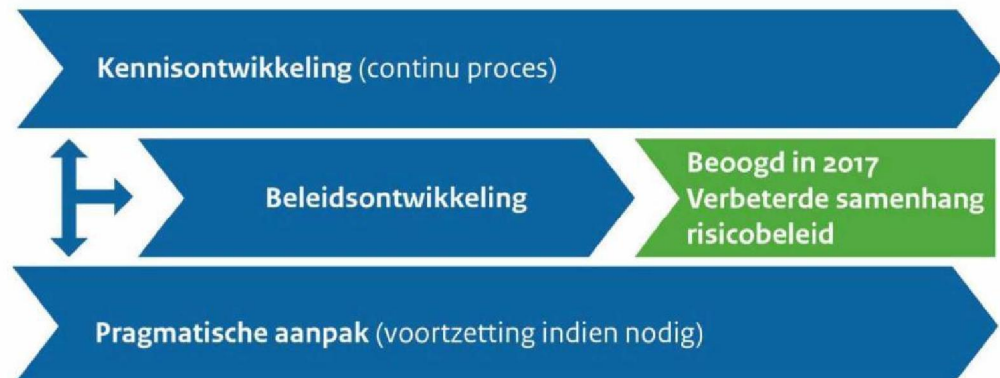 Kennisontwikkeling (continu proces)
Beleidsontwikkeling
Beoogd in 2017
Verbeterde samenhang
risicobeleid
Pragmatische aanpak (voortzetting indien nodig)